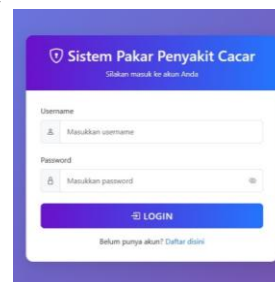 Sistem Pakar Penyakit Cacar
Silakan masuk ke akun Anda
Username
Masukkan username
Password
Masukkan password
LOGIN
Belum punya akun? Daftar disini